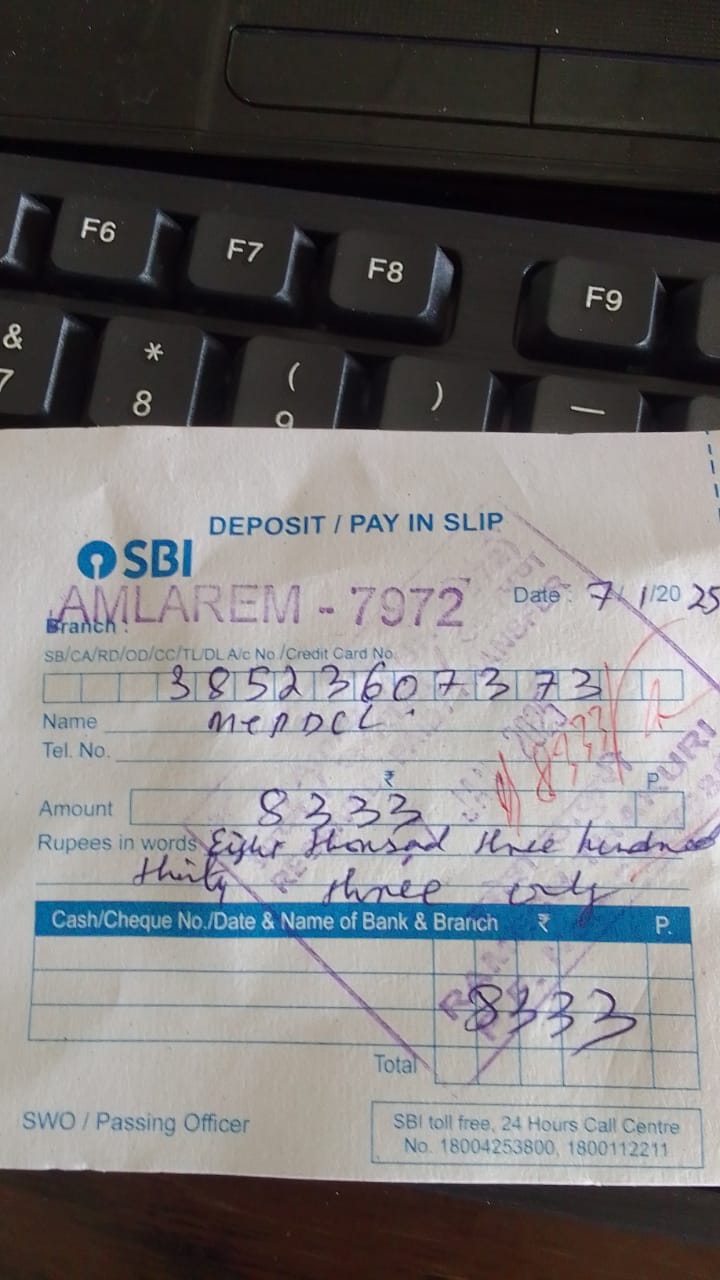 F6 F7 F8 F9
&
7
*
8
(
9
)
—
DEPOSIT / PAY IN SLIP
SBI
AMLAREM - 7972
Date : 7/1/2025
Branch :
SB/CA/RD/OD/CC/TL/DL A/c No./Credit Card No.
38523607373
Name MePDCL
Tel. No.
₹ P.
8333
Amount 8333
Rupees in words Eight Thousad three hundred
thirty three only
Cash/Cheque No./Date & Name of Bank & Branch ₹ P.
8333
Total
SWO / Passing Officer
SBI toll free, 24 Hours Call Centre
No. 18004253800, 1800112211